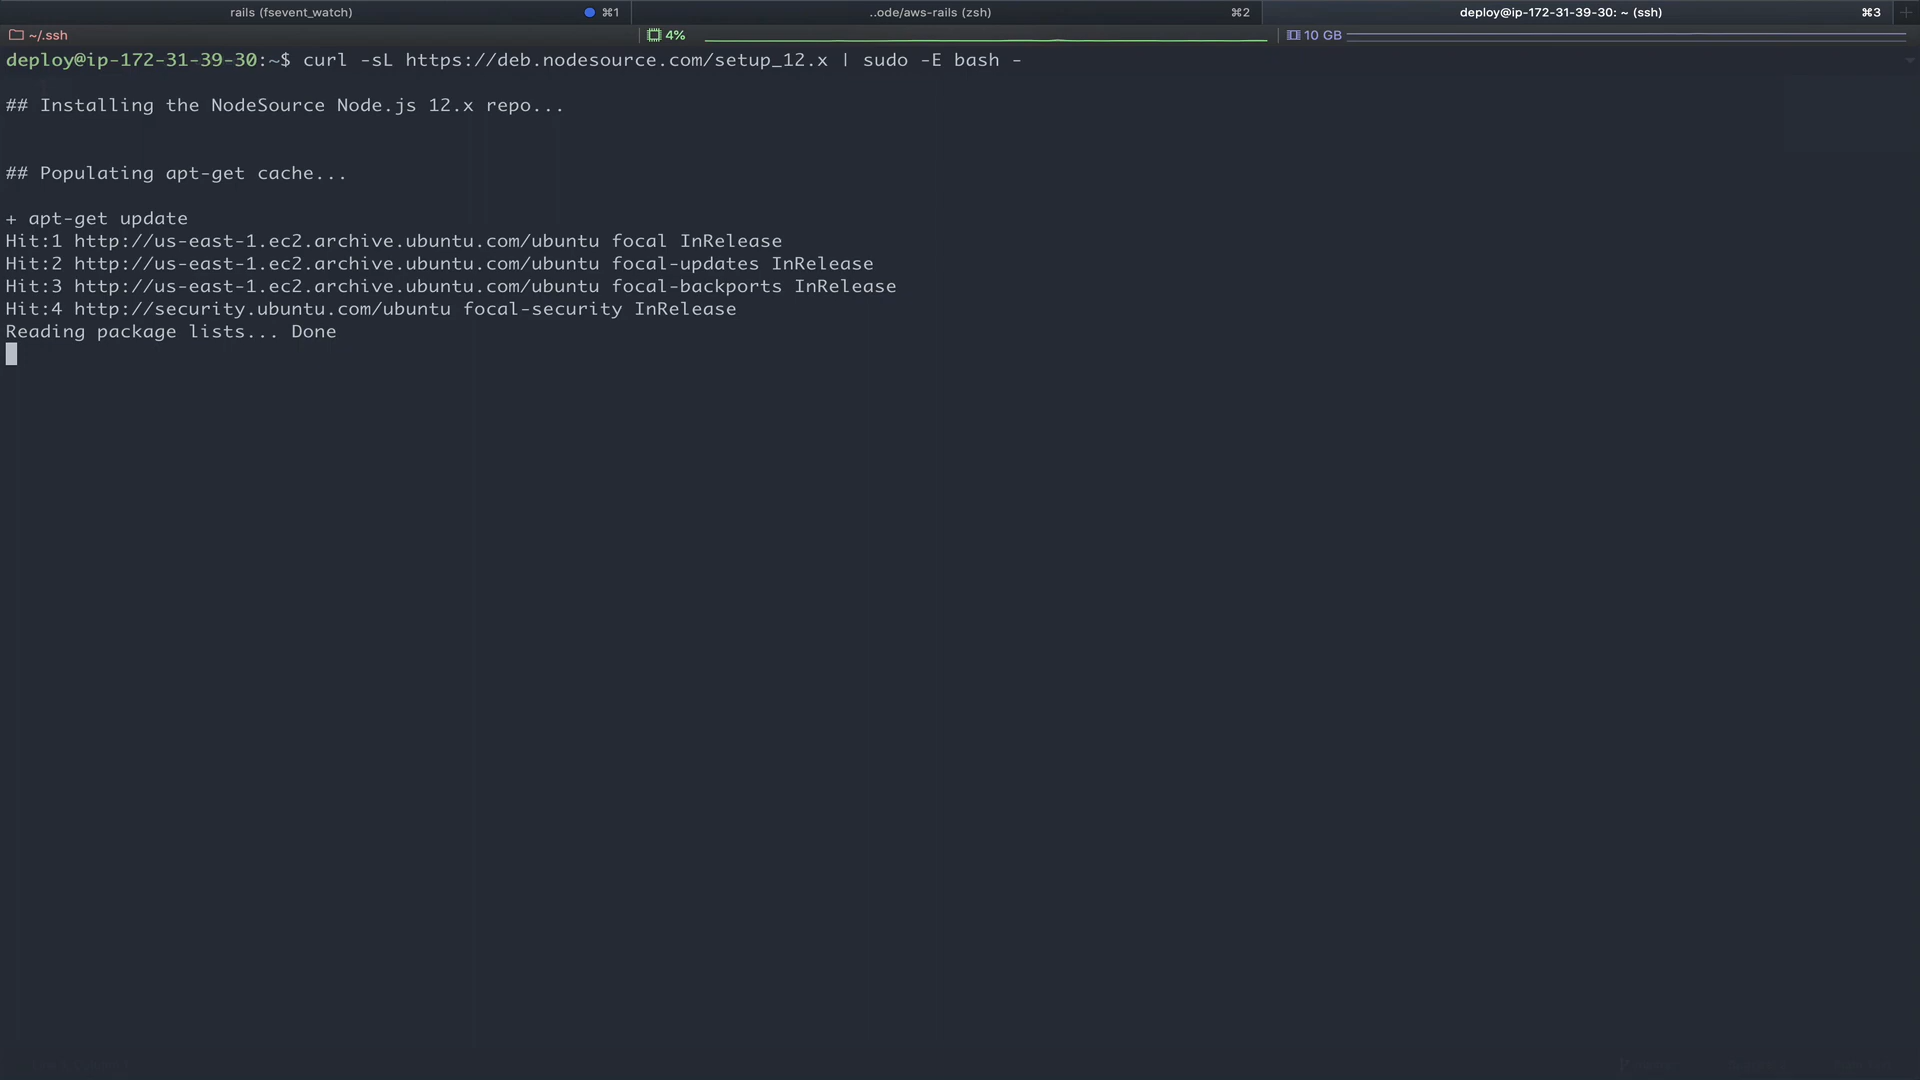 rails (fsevent_watch) ⌘1 ..ode/aws-rails (zsh) ⌘2 deploy@ip-172-31-39-30: ~ (ssh) ⌘3
~/.ssh 4% 10 GB
deploy@ip-172-31-39-30:~$ curl -sL https://deb.nodesource.com/setup_12.x | sudo -E bash -
## Installing the NodeSource Node.js 12.x repo...
## Populating apt-get cache...
+ apt-get update
Hit:1 http://us-east-1.ec2.archive.ubuntu.com/ubuntu focal InRelease
Hit:2 http://us-east-1.ec2.archive.ubuntu.com/ubuntu focal-updates InRelease
Hit:3 http://us-east-1.ec2.archive.ubuntu.com/ubuntu focal-backports InRelease
Hit:4 http://security.ubuntu.com/ubuntu focal-security InRelease
Reading package lists... Done